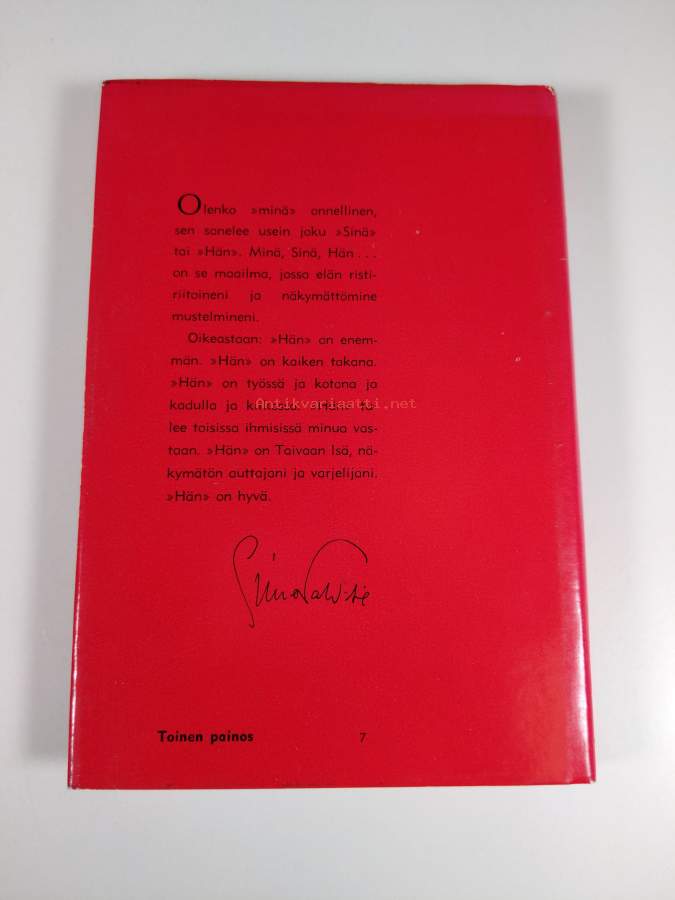 Olenko »minä» onnellinen,
sen sanelee usein joku »Sinä»
tai »Hän». Minä, Sinä, Hän...
on se maailma, jossa elän risti-
riitoineni ja näkymättömine
mustelmineni.
Oikeastaan: »Hän» on enem-
män. »Hän» on kaiken takana.
»Hän» on työssä ja kotona ja
kadulla ja
Antikvariaatti.net
lee toisissa ihmisissä minua vas-
taan. »Hän» on Taivaan Isä, nä-
kymätön auttajani ja varjelijani.
»Hän» on hyvä.
Toinen painos 7